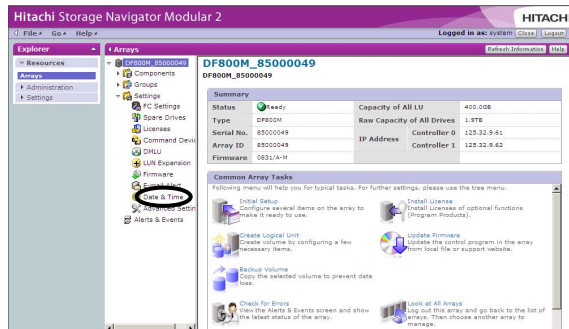 Hitachi Storage Navigator Modular 2
HITACHI
File Go Help
Logged in as: system Close Logout
Explorer
Resources
Arrays
Administration
Settings
Arrays
Refresh Information Help
DF800M_85000049
Components
Groups
Settings
FC Settings
Spare Drives
Licenses
Command Devic
DMLU
LUN Expansion
Firmware
E-mail Alert
Date & Time
Advanced Settin
Alerts & Events
DF800M_85000049
DF800M_85000049
Summary
Status Ready Capacity of All LU 400.0GB
Type DF800M Raw Capacity of All Drives 1.9TB
Serial No. 85000049 IP Address Controller 0 125.32.9.61
Array ID 85000049 Controller 1 125.32.9.62
Firmware 0831/A-M
Common Array Tasks
Following menu will help you for typical tasks. For further settings. please use the tree menu.
Initial Setup
Configure several items on the array to
make it ready to use.
Install License
Install Licenses of optional functions
(Program Products).
Create Logical Unit
Create volume by configuring a few
necessary items.
Update Firmware
Update the control program in the array
from local file or support website.
Backup Volume
Copy the selected volume to prevent data
loss.
Check for Errors
View the Alerts & Events screen and show
the latest status of the array.
Look at All Arrays
Log out this array and go back to the list of
arrays. Then choose another array to
manage.